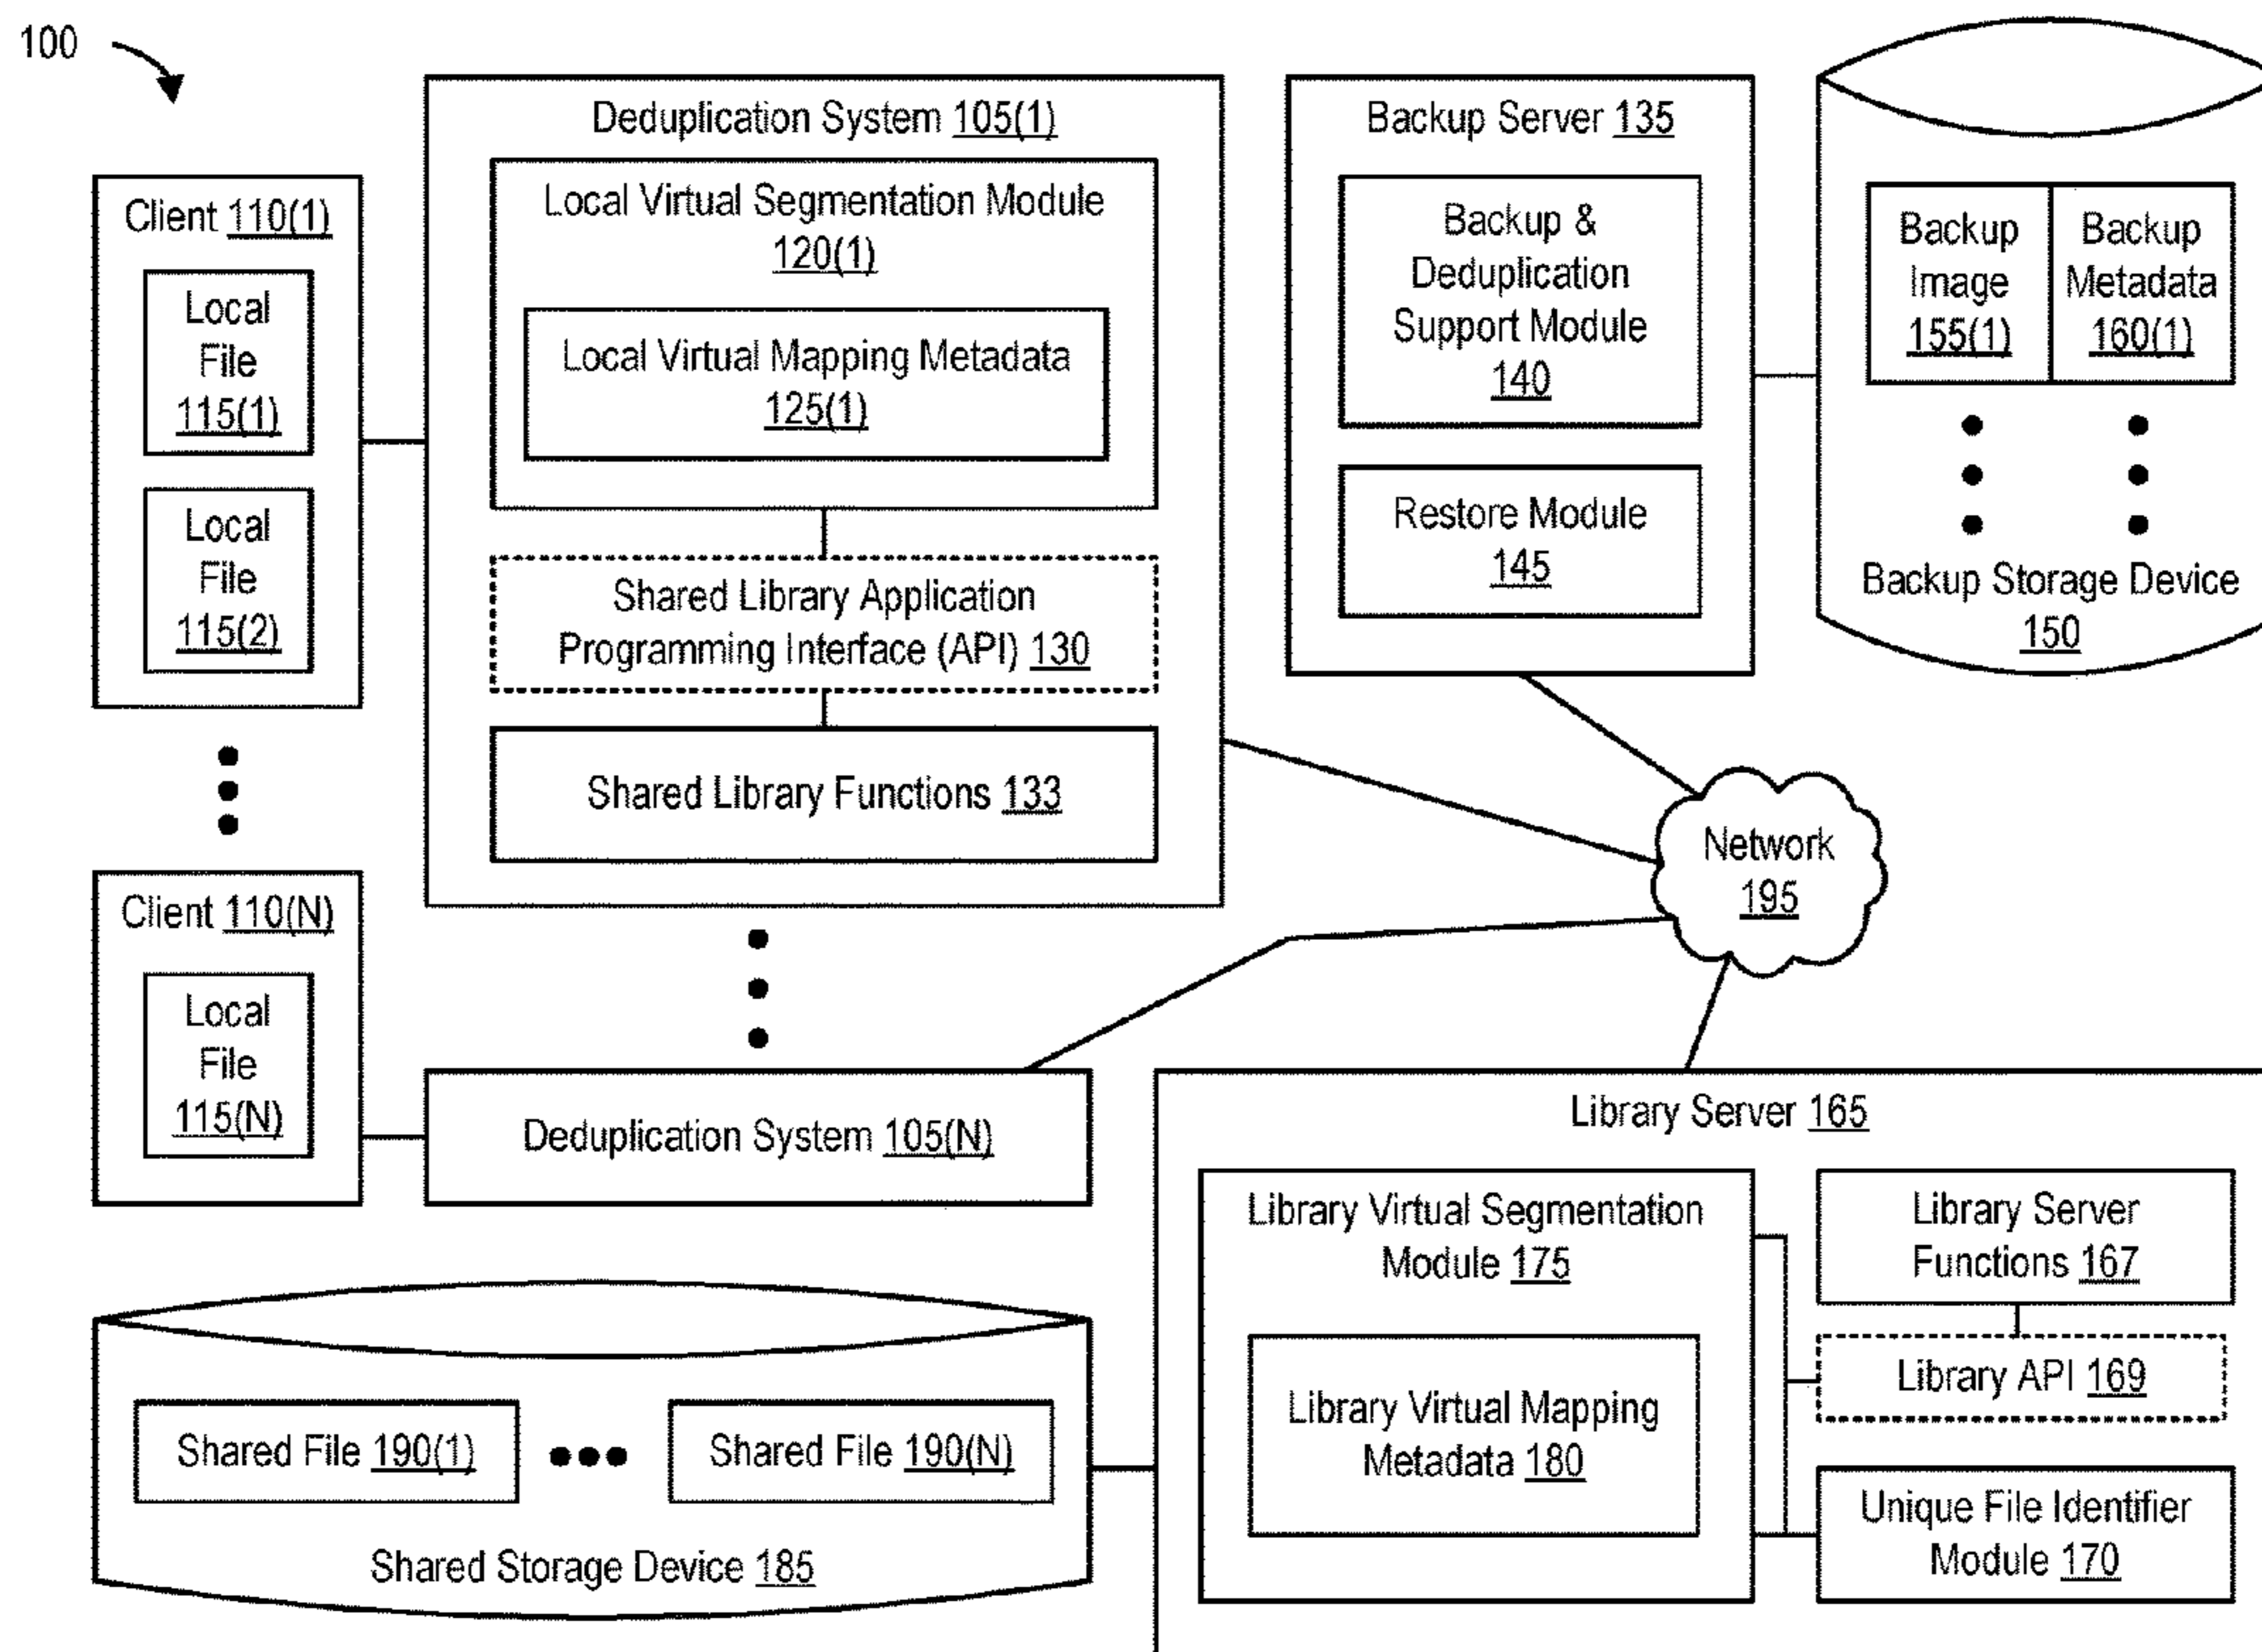 100
Deduplication System 105(1)
Local Virtual Segmentation Module
120(1)
Local Virtual Mapping Metadata
125(1)
Shared Library Application
Programming Interface (API) 130
Shared Library Functions 133
Client 110(1)
Local
File
115(1)
Local
File
115(2)
Backup Server 135
Backup &
Deduplication
Support Module
140
Restore Module
145
Backup
Image
155(1)
Backup
Metadata
160(1)
Backup Storage Device
150
Network
195
Client 110(N)
Local
File
115(N)
Deduplication System 105(N)
Library Server 165
Library Virtual Segmentation
Module 175
Library Virtual Mapping
Metadata 180
Library Server
Functions 167
Library API 169
Unique File Identifier
Module 170
Shared File 190(1)
Shared File 190(N)
Shared Storage Device 185